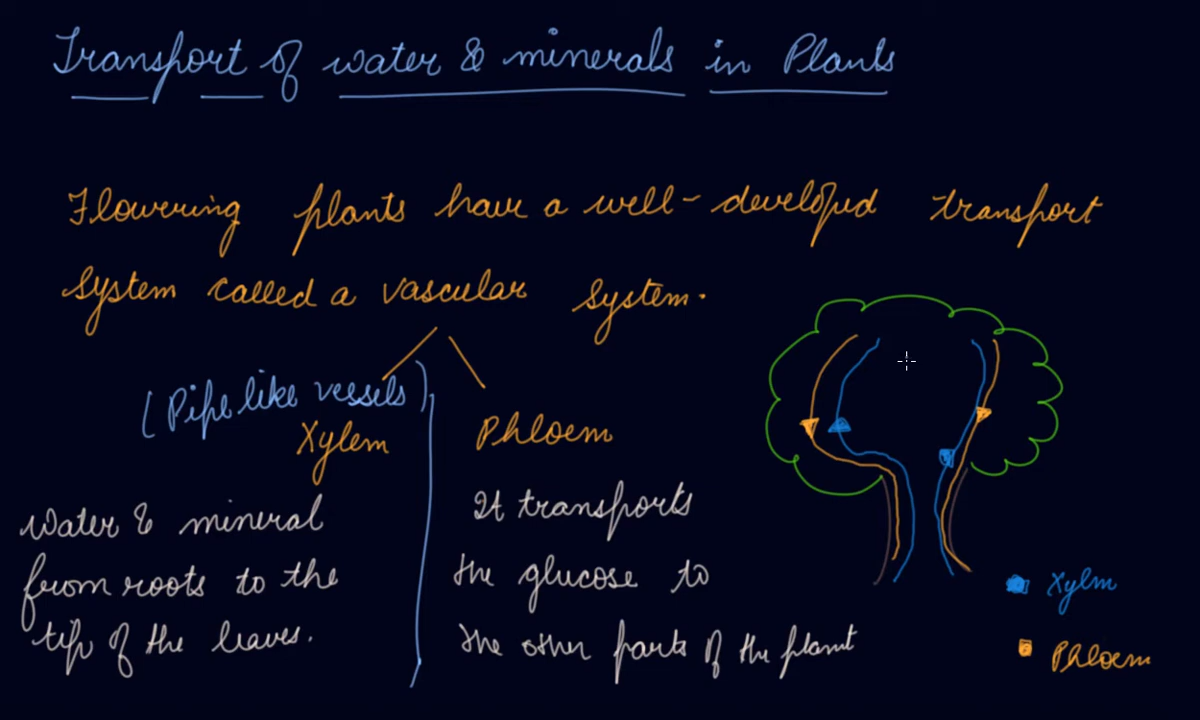 Transport of water & minerals in Plants
Flowering plants have a well-developed transport
system called a vascular system.
(Pipe like vessels)
Xylem
Phloem
Water & mineral
from roots to the
tip of the leaves.
It transports
the glucose to
the other parts of the plant
Xylm
Phloem